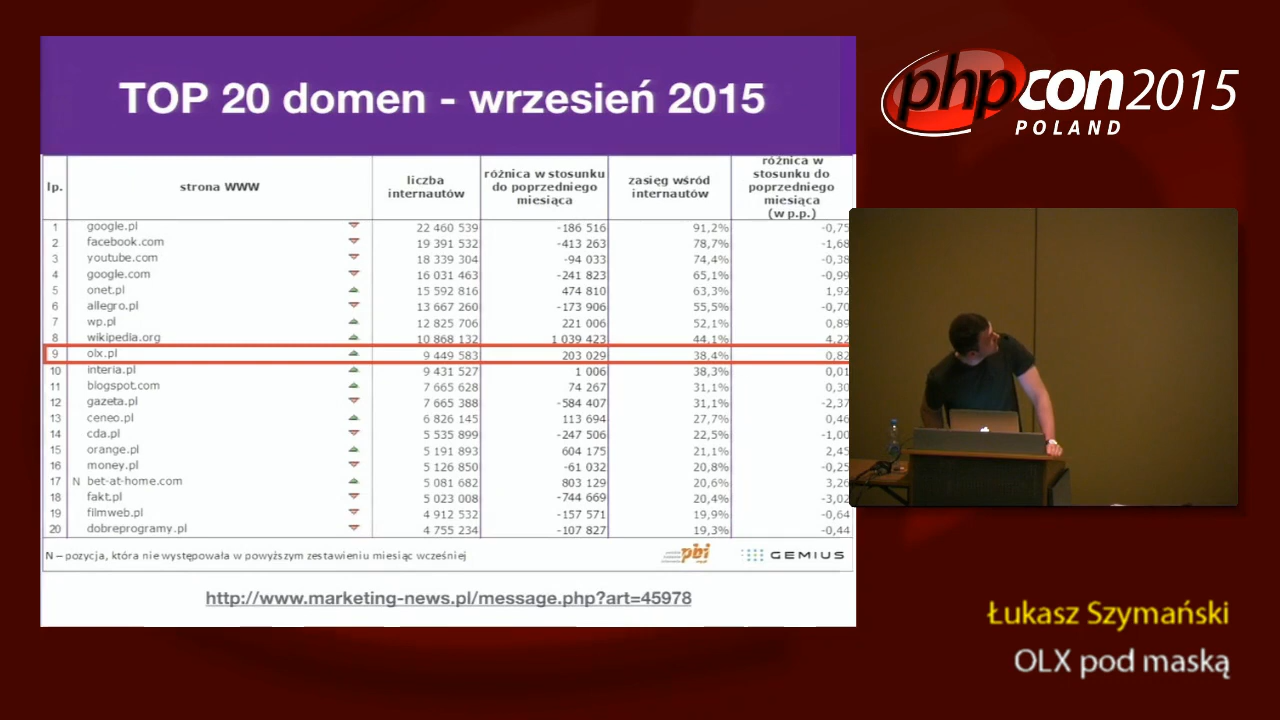 TOP 20 domen - wrzesień 2015
lp. strona WWW liczba internautów różnica w stosunku do poprzedniego miesiąca zasięg wśród internautów różnica w stosunku do poprzedniego miesiąca (w p.p.)
1 google.pl 22 460 539 -186 516 91,2% -0,75
2 facebook.com 19 391 532 -413 263 78,7% -1,68
3 youtube.com 18 339 304 -94 033 74,4% -0,38
4 google.com 16 031 463 -241 823 65,1% -0,99
5 onet.pl 15 592 816 474 810 63,3% 1,92
6 allegro.pl 13 667 260 -173 906 55,5% -0,70
7 wp.pl 12 825 706 221 006 52,1% 0,89
8 wikipedia.org 10 868 132 1 039 423 44,1% 4,22
9 olx.pl 9 449 583 203 029 38,4% 0,82
10 interia.pl 9 431 527 1 006 38,3% 0,01
11 blogspot.com 7 665 628 74 267 31,1% 0,30
12 gazeta.pl 7 665 388 -584 407 31,1% -2,37
13 ceneo.pl 6 826 145 113 694 27,7% 0,46
14 cda.pl 5 535 899 -247 506 22,5% -1,00
15 orange.pl 5 191 893 604 175 21,1% 2,45
16 money.pl 5 126 850 -61 032 20,8% -0,25
17 N bet-at-home.com 5 081 682 803 129 20,6% 3,26
18 fakt.pl 5 023 008 -744 669 20,4% -3,02
19 filmweb.pl 4 912 532 -157 571 19,9% -0,64
20 dobreprogramy.pl 4 755 234 -107 827 19,3% -0,44
N – pozycja, która nie występowała w powyższym zestawieniu miesiąc wcześniej
pbi GEMIUS
http://www.marketing-news.pl/message.php?art=45978
phpcon 2015
POLAND
Łukasz Szymański
OLX pod maską